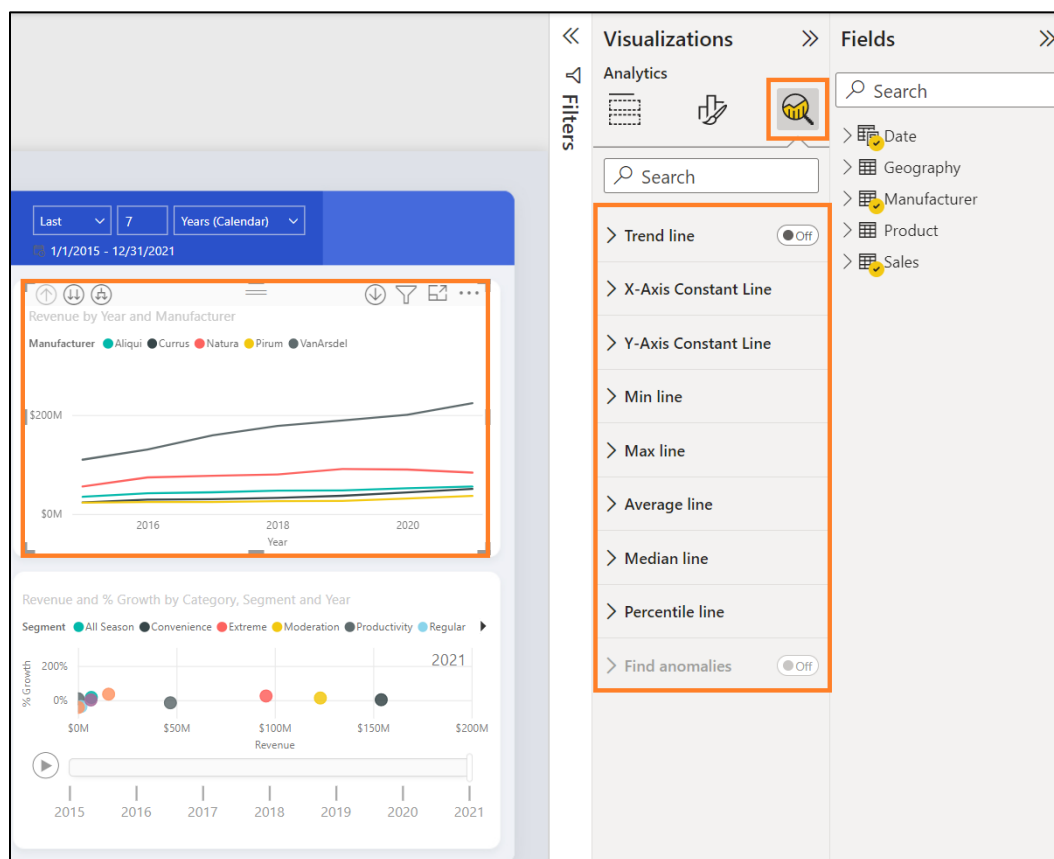 Last 7 Years (Calendar)
1/1/2015 - 12/31/2021
Revenue by Year and Manufacturer
Manufacturer Aliqui Currus Natura Pirum VanArsdel
$200M
$0M
2016 2018 2020
Year
Revenue and % Growth by Category, Segment and Year
Segment All Season Convenience Extreme Moderation Productivity Regular
2021
% Growth
200%
0%
$0M $50M $100M $150M $200M
Revenue
2015 2016 2017 2018 2019 2020 2021
Filters
Visualizations
Analytics
Search
Trend line Off
X-Axis Constant Line
Y-Axis Constant Line
Min line
Max line
Average line
Median line
Percentile line
Find anomalies Off
Fields
Search
Date
Geography
Manufacturer
Product
Sales